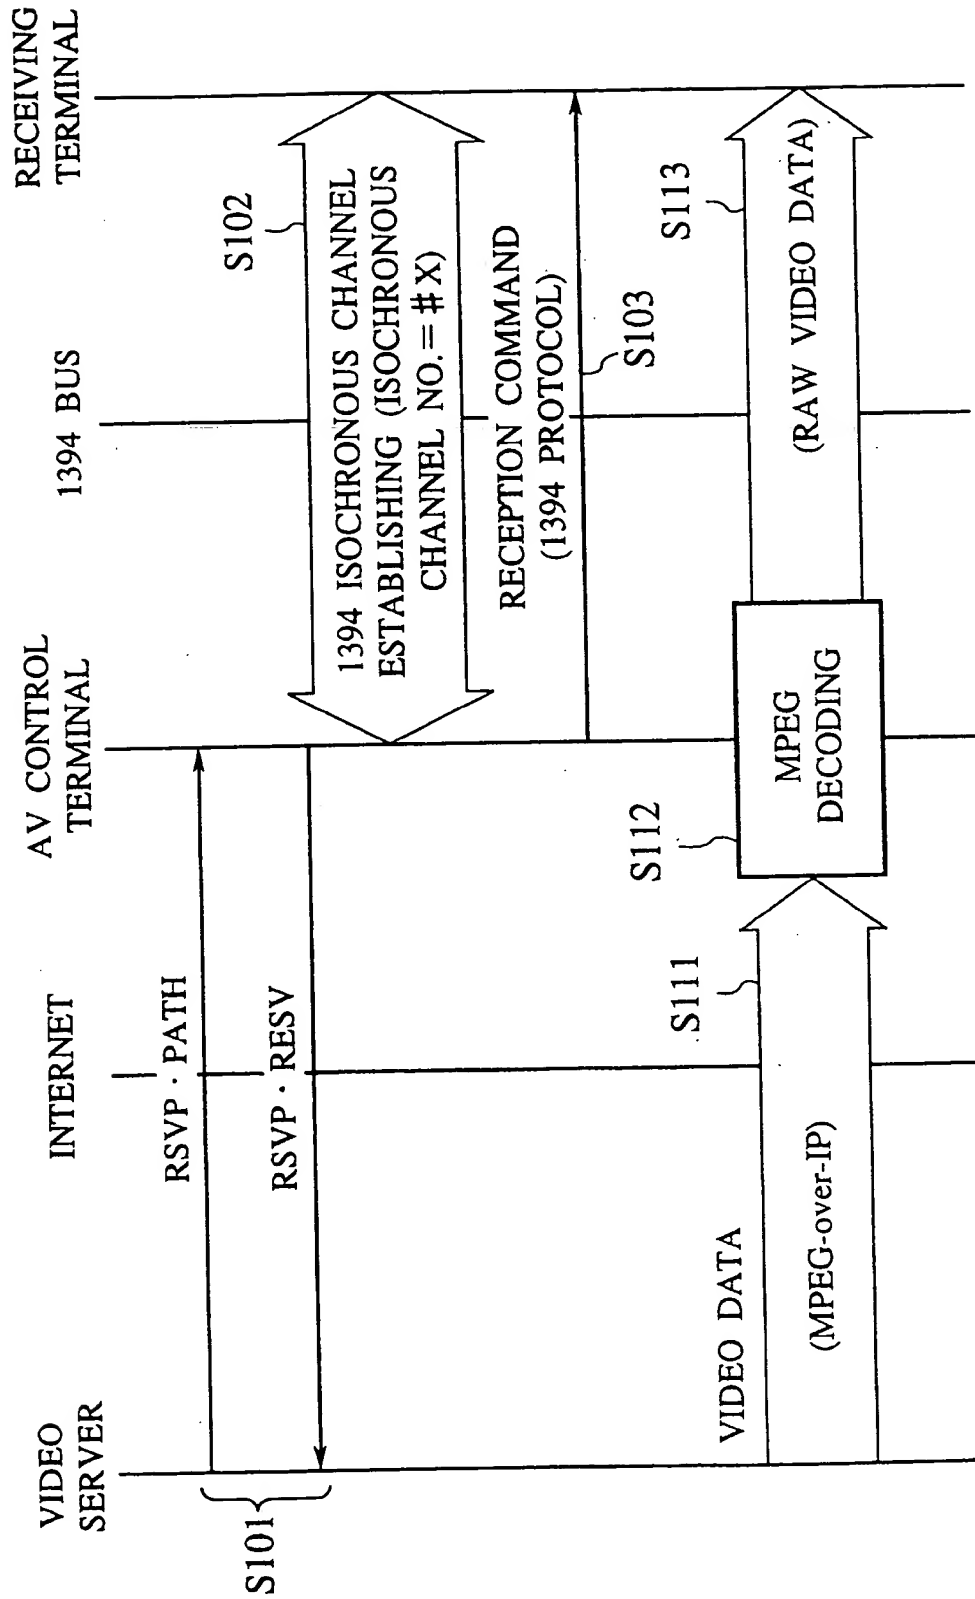 VIDEO
SERVER
INTERNET
AV CONTROL
TERMINAL
1394 BUS
RECEIVING
TERMINAL
S101
RSVP · PATH
RSVP · RESV
S102
1394 ISOCHRONOUS CHANNEL
ESTABLISHING (ISOCHRONOUS
CHANNEL NO.=#X)
RECEPTION COMMAND
(1394 PROTOCOL)
S103
VIDEO DATA
S111
(MPEG-over-IP)
S112
MPEG
DECODING
S113
(RAW VIDEO DATA)